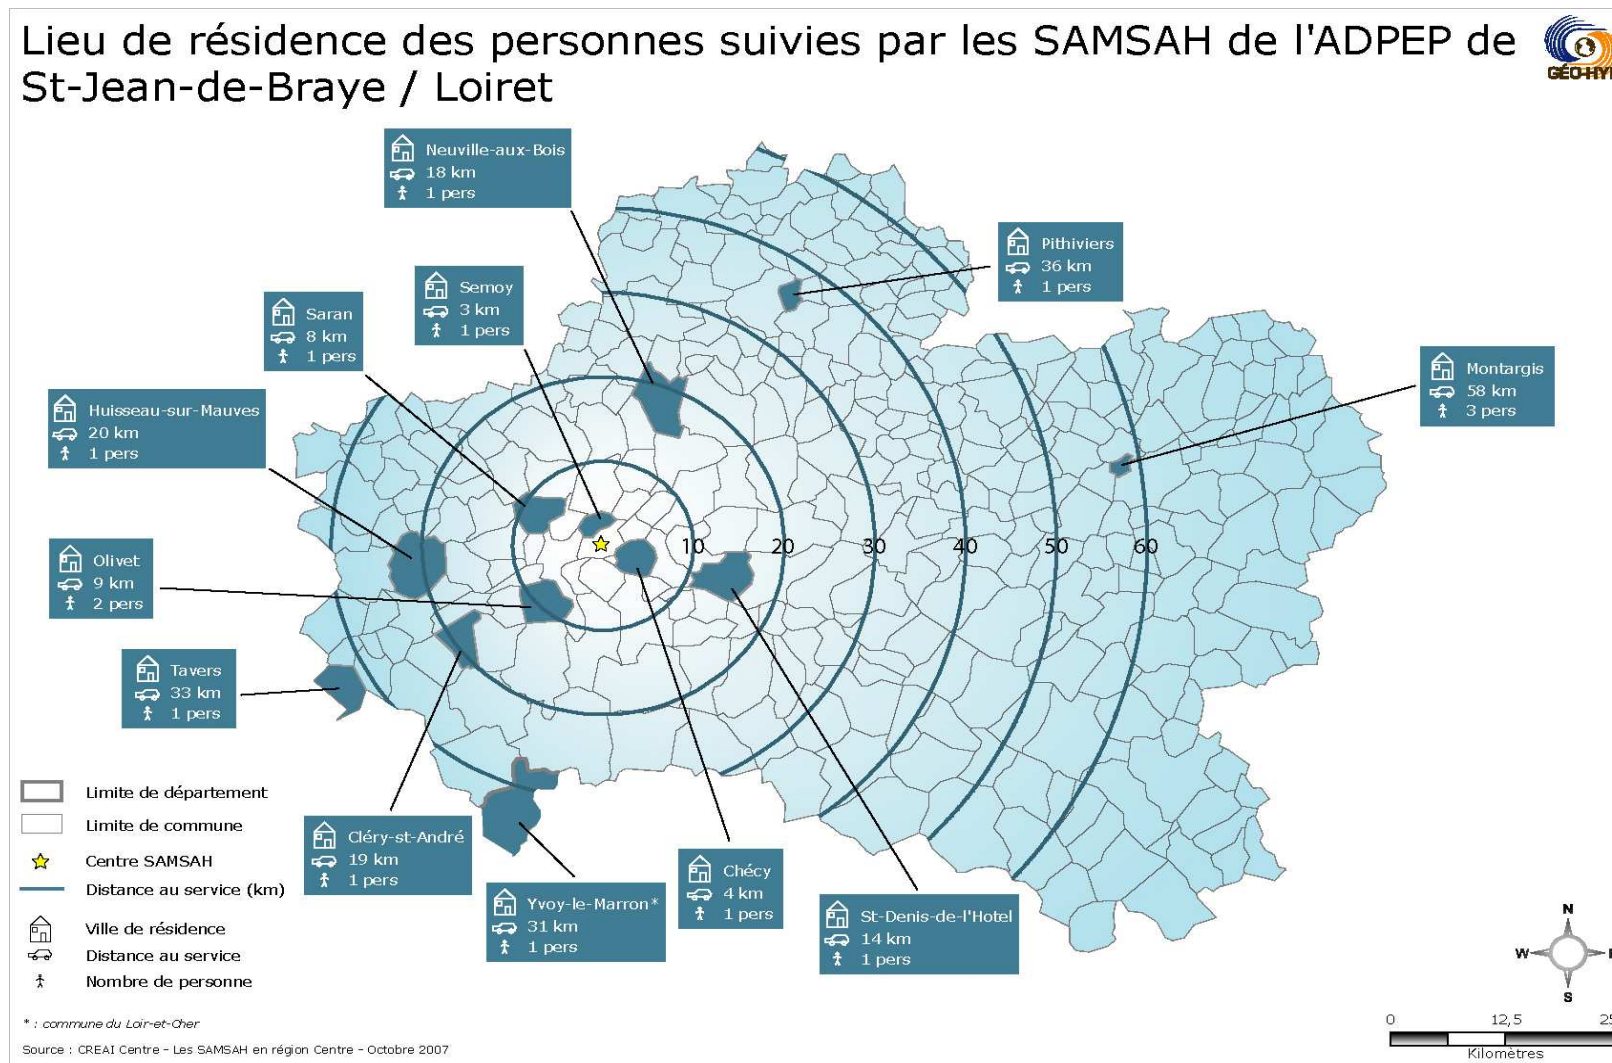 Lieu de résidence des personnes suivies par les SAMSAH de l'ADPEP de
St-Jean-de-Braye / Loiret
Neuville-aux-Bois
18 km
1 pers
Pithiviers
36 km
1 pers
Semoy
3 km
1 pers
Saran
8 km
1 pers
Montargis
58 km
3 pers
Huisseau-sur-Mauves
20 km
1 pers
10 20 30 40 50 60
Olivet
9 km
2 pers
Tavers
33 km
1 pers
Cléry-st-André
19 km
1 pers
Yvoy-le-Marron*
31 km
1 pers
Chécy
4 km
1 pers
St-Denis-de-l'Hotel
14 km
1 pers
Limite de département
Limite de commune
Centre SAMSAH
Distance au service (km)
Ville de résidence
Distance au service
Nombre de personne
* : commune du Loir-et-Cher
Source : CREAI Centre - Les SAMSAH en région Centre - Octobre 2007
N
W
S
0 12,5 25
Kilomètres